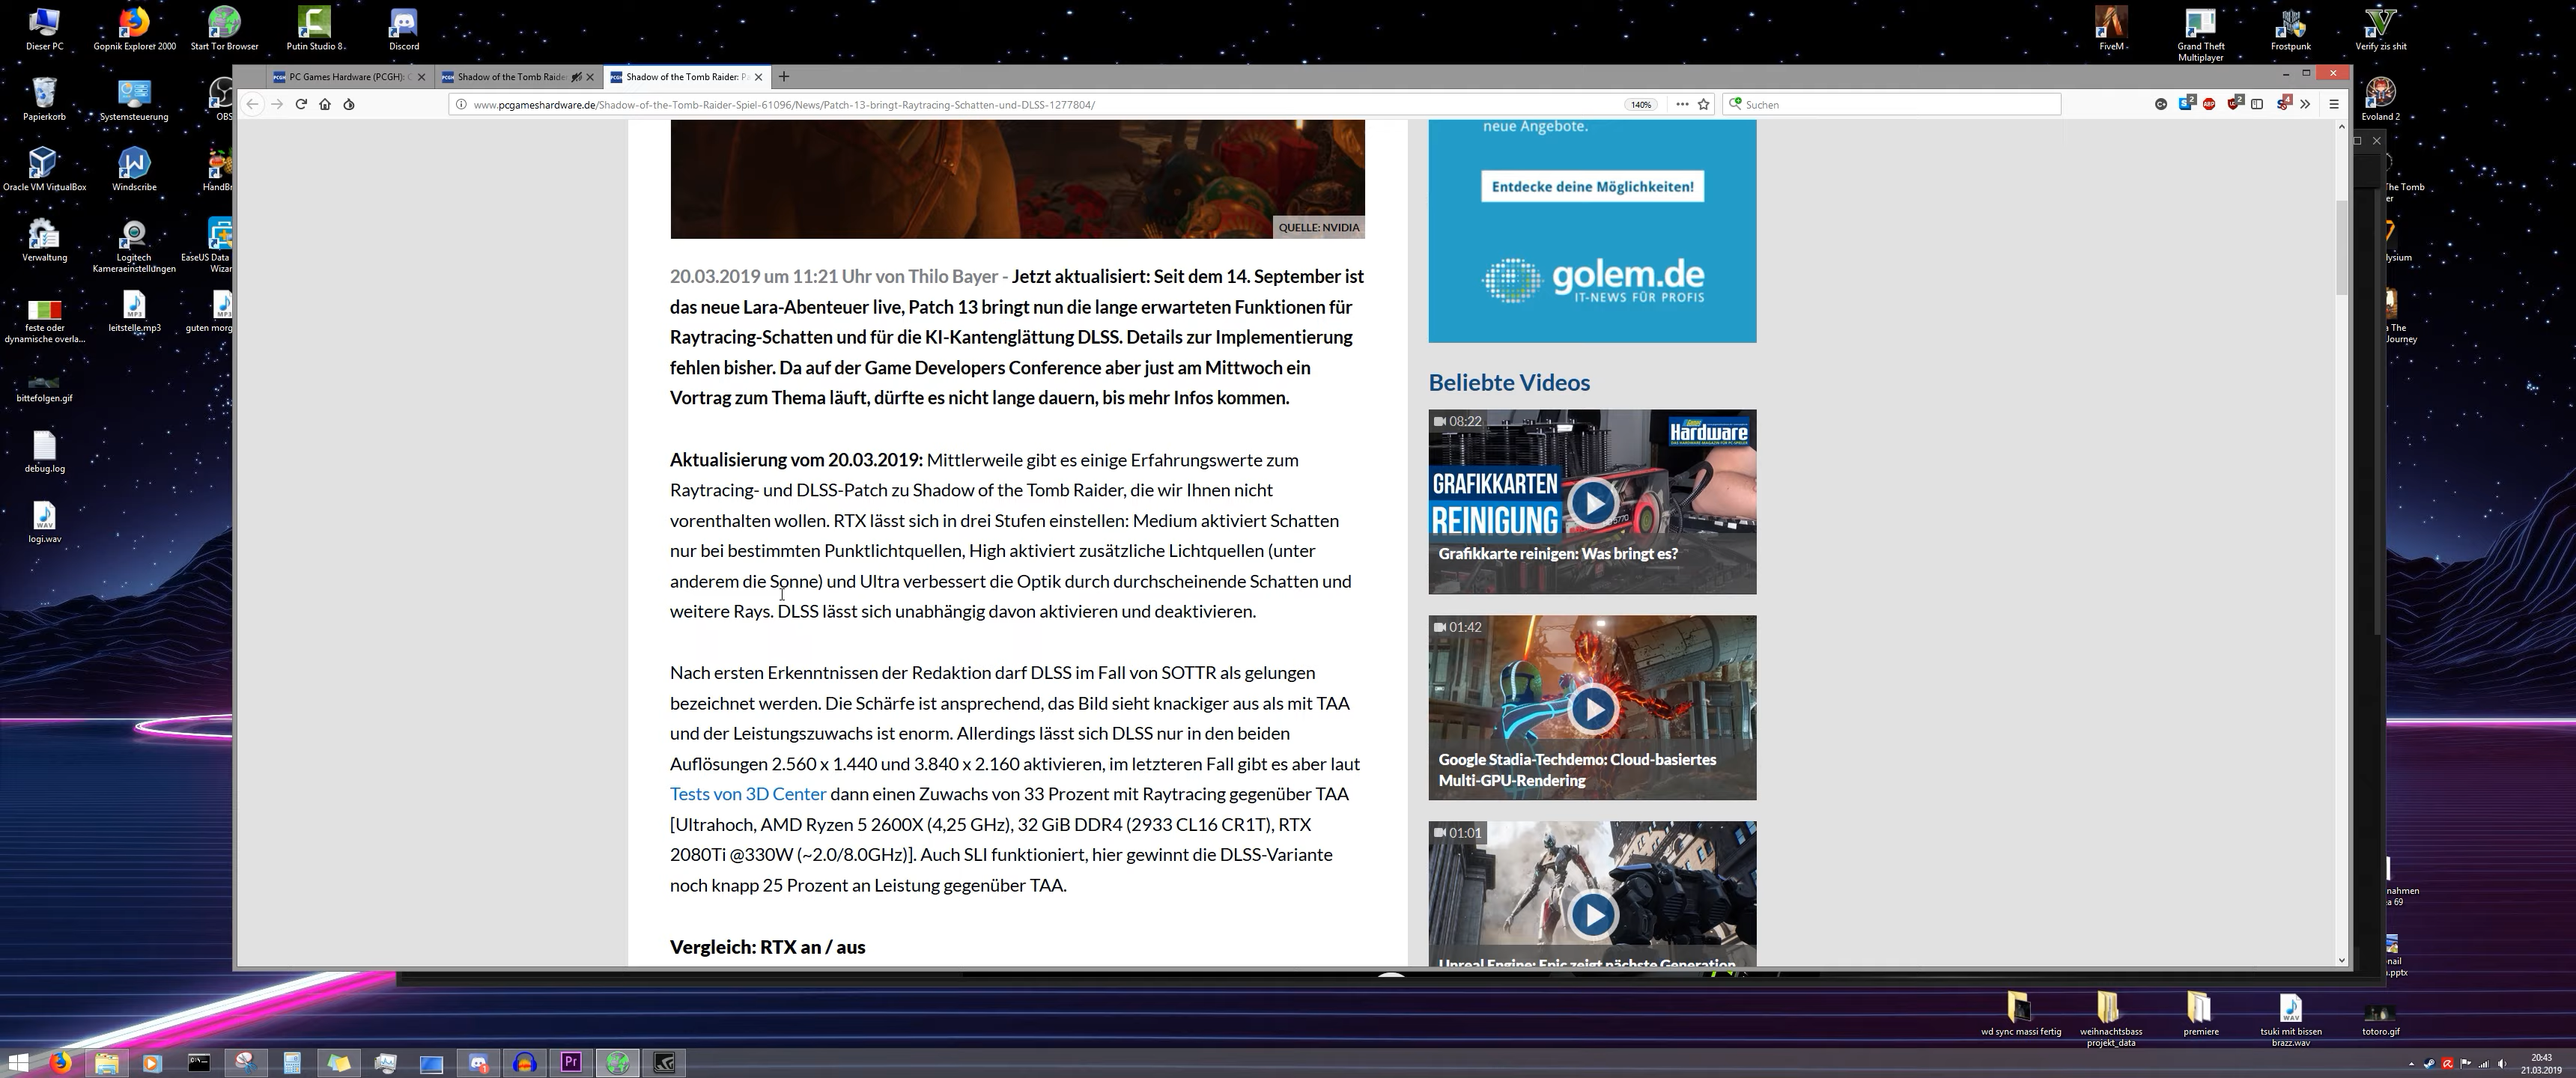 Dieser PC
Gopnik Explorer 2000
Start Tor Browser
Putin Studio 8
Discord
FiveM
Grand Theft
Multiplayer
Frostpunk
Verify zis shit
PC Games Hardware (PCGH):
Shadow of the Tomb Raide
Shadow of the Tomb Raider:
www.pcgameshardware.de/Shadow-of-the-Tomb-Raider-Spiel-61096/News/Patch-13-bringt-Raytracing-Schatten-und-DLSS-1277804/
140%
Suchen
Papierkorb
Systemsteuerung
OBS
Evoland 2
Oracle VM VirtualBox
Windscribe
HandBr
The Tomb
Verwaltung
Logitech
Kameraeinstellungen
EaseUS Data
Wizar
feste oder
dynamische overla...
leitstelle.mp3
guten morg
The
Journey
bittefolgen.gif
debug.log
logi.wav
QUELLE: NVIDIA
20.03.2019 um 11:21 Uhr von Thilo Bayer - Jetzt aktualisiert: Seit dem 14. September ist
das neue Lara-Abenteuer live, Patch 13 bringt nun die lange erwarteten Funktionen für
Raytracing-Schatten und für die KI-Kantenglättung DLSS. Details zur Implementierung
fehlen bisher. Da auf der Game Developers Conference aber just am Mittwoch ein
Vortrag zum Thema läuft, dürfte es nicht lange dauern, bis mehr Infos kommen.
Aktualisierung vom 20.03.2019: Mittlerweile gibt es einige Erfahrungswerte zum
Raytracing- und DLSS-Patch zu Shadow of the Tomb Raider, die wir Ihnen nicht
vorenthalten wollen. RTX lässt sich in drei Stufen einstellen: Medium aktiviert Schatten
nur bei bestimmten Punktlichtquellen, High aktiviert zusätzliche Lichtquellen (unter
anderem die Sonne) und Ultra verbessert die Optik durch durchscheinende Schatten und
weitere Rays. DLSS lässt sich unabhängig davon aktivieren und deaktivieren.
Nach ersten Erkenntnissen der Redaktion darf DLSS im Fall von SOTTR als gelungen
bezeichnet werden. Die Schärfe ist ansprechend, das Bild sieht knackiger aus als mit TAA
und der Leistungszuwachs ist enorm. Allerdings lässt sich DLSS nur in den beiden
Auflösungen 2.560 x 1.440 und 3.840 x 2.160 aktivieren, im letzteren Fall gibt es aber laut
Tests von 3D Center dann einen Zuwachs von 33 Prozent mit Raytracing gegenüber TAA
[Ultrahoch, AMD Ryzen 5 2600X (4,25 GHz), 32 GiB DDR4 (2933 CL16 CR1T), RTX
2080Ti @330W (~2.0/8.0GHz)]. Auch SLI funktioniert, hier gewinnt die DLSS-Variante
noch knapp 25 Prozent an Leistung gegenüber TAA.
Vergleich: RTX an / aus
neue Angebote.
Entdecke deine Möglichkeiten!
golem.de
IT-NEWS FÜR PROFIS
Beliebte Videos
08:22
Hardware
GRAFIKKARTEN
REINIGUNG
Grafikkarte reinigen: Was bringt es?
01:42
Google Stadia-Techdemo: Cloud-basiertes
Multi-GPU-Rendering
01:01
Unreal Engine: Epic zeigt nächste Generation
wd sync massi fertig
weihnachtsbass
projekt_data
premiere
tsuki mit bissen
brazz.wav
totoro.gif
20:43
21.03.2019